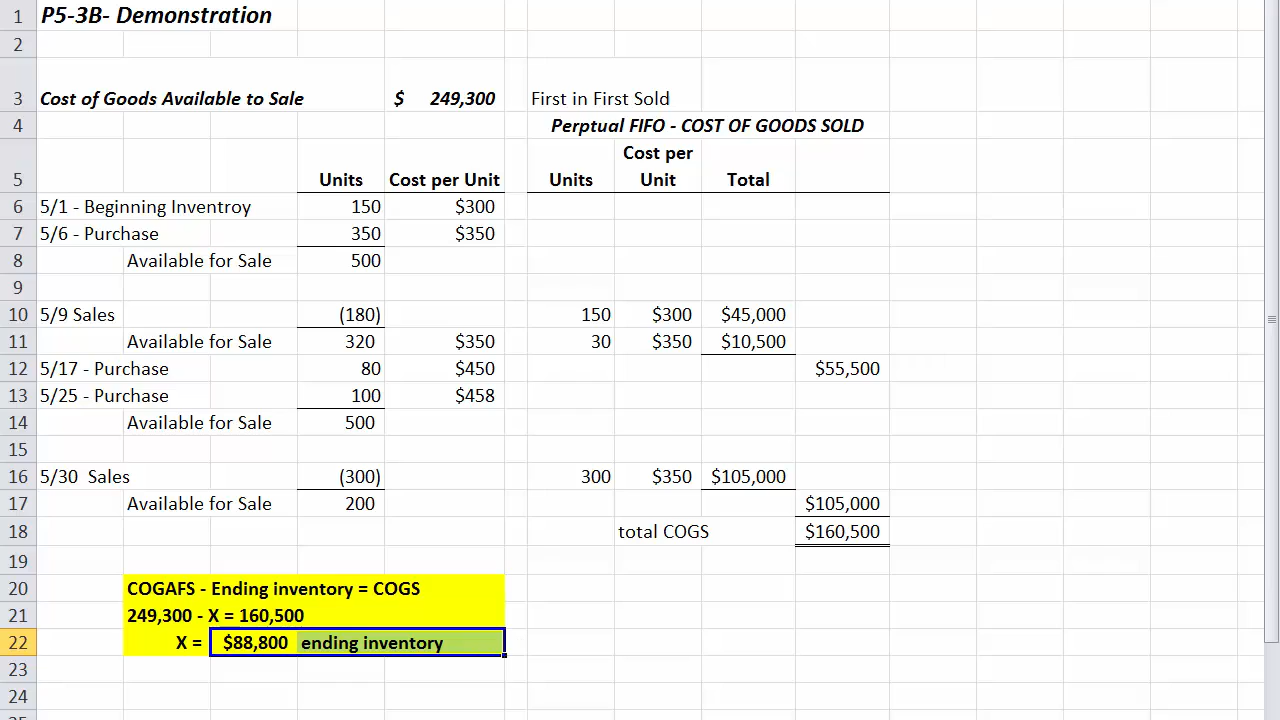 1 P5-3B- Demonstration
2
3 Cost of Goods Available to Sale $ 249,300 First in First Sold
4 Perptual FIFO - COST OF GOODS SOLD
Cost per
5 Units Cost per Unit Units Unit Total
6 5/1 - Beginning Inventroy 150 $300
7 5/6 - Purchase 350 $350
8 Available for Sale 500
9
10 5/9 Sales (180) 150 $300 $45,000
11 Available for Sale 320 $350 30 $350 $10,500
12 5/17 - Purchase 80 $450 $55,500
13 5/25 - Purchase 100 $458
14 Available for Sale 500
15
16 5/30 Sales (300) 300 $350 $105,000
17 Available for Sale 200 $105,000
18 total COGS $160,500
19
20 COGAFS - Ending inventory = COGS
21 249,300 - X = 160,500
22 X = $88,800 ending inventory
23
24